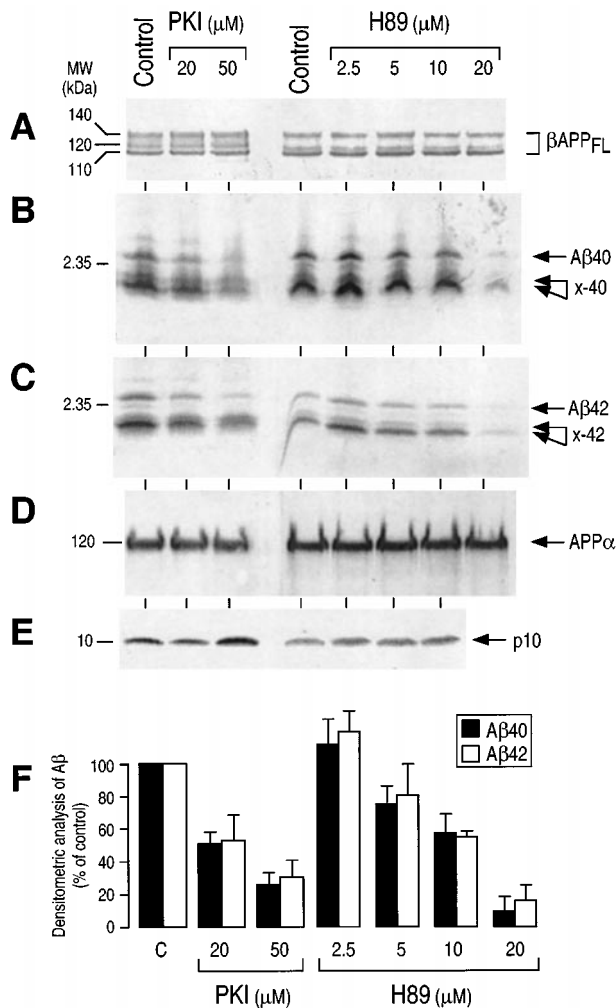 PKI (μM) H89 (μM)
MW (kDa) Control 20 50 Control 2.5 5 10 20
A 140 120 110 βAPP_FL
B 2.35 Aβ40
x-40
C 2.35 Aβ42
x-42
D 120 APPα
E 10 p10
F
Aβ40
Aβ42
Densitometric analysis of Aβ
(% of control)
100
80
60
40
20
0
C 20 50 2.5 5 10 20
PKI (μM) H89 (μM)